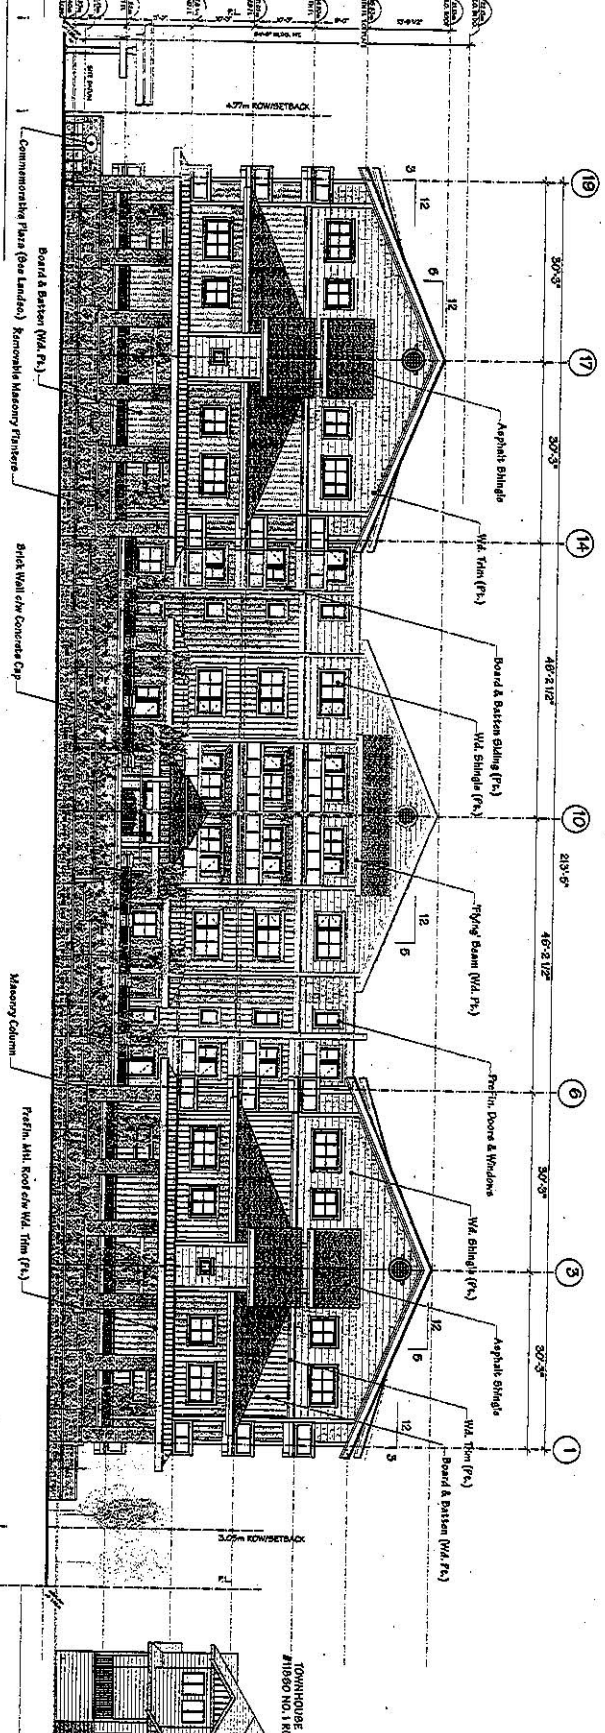 18
17
14
10
6
3
1
30'-3"
30'-3"
46'-2 1/2"
213'-5"
46'-2 1/2"
30'-3"
30'-3"
4.77m ROW/SETBACK
3
12
6
12
Asphalt Shingle
Wd. Trim (Pt.)
Board & Batten Siding (Pt.)
Wd. Shingle (Pt.)
'Flying' Beam (Wd. Pt.)
12
5
Prefin. Doors & Windows
Wd. Shingle (Pt.)
Asphalt Shingle
Wd. Trim (Pt.)
Board & Batten (Wd. Pt.)
12
5
12
3
3.05m ROW/SETBACK
PL
PL
TOWNHOUSE
Commemorative Plaza (See Landsc.)
Board & Batten (Wd. Pt.)
Removable Masonry Planters
Brick Wall c/w Concrete Cap
Masonry Column
Prefin. Mtl. Roof c/w Wd. Trim (Pt.)